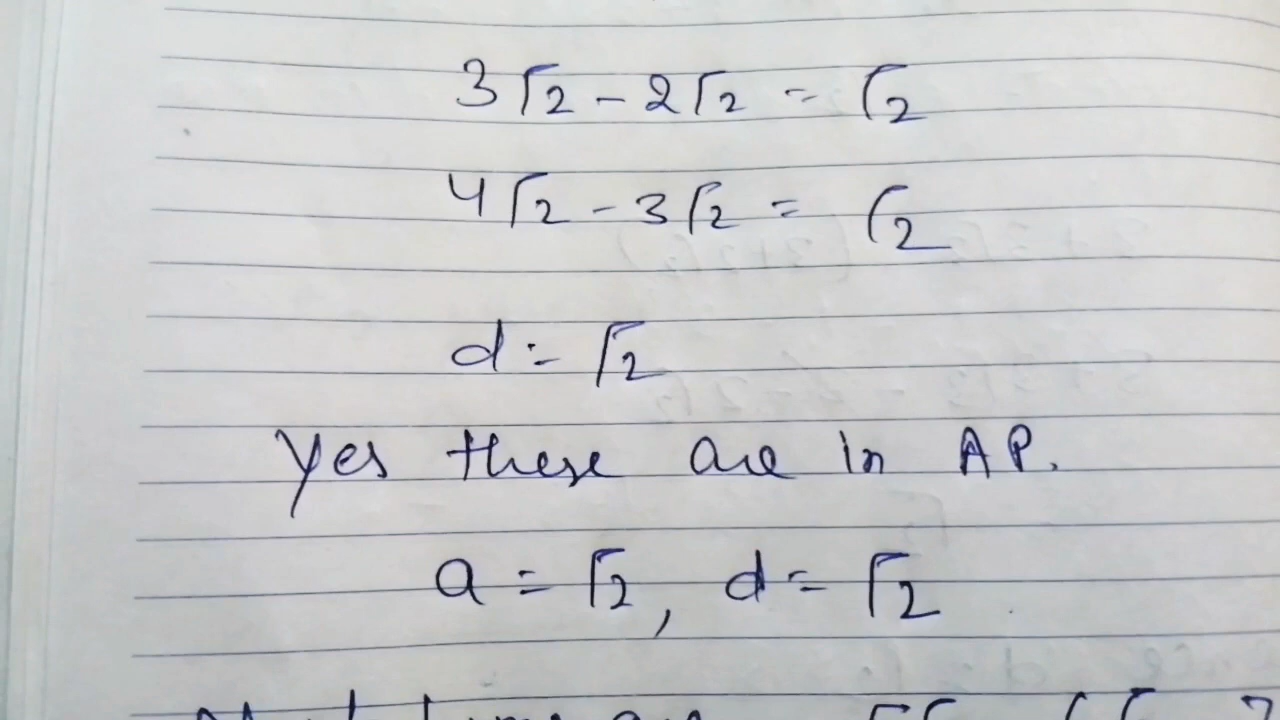 3√2 - 2√2 = √2
4√2 - 3√2 = √2
d = √2
Yes these are in AP.
a = √2, d = √2